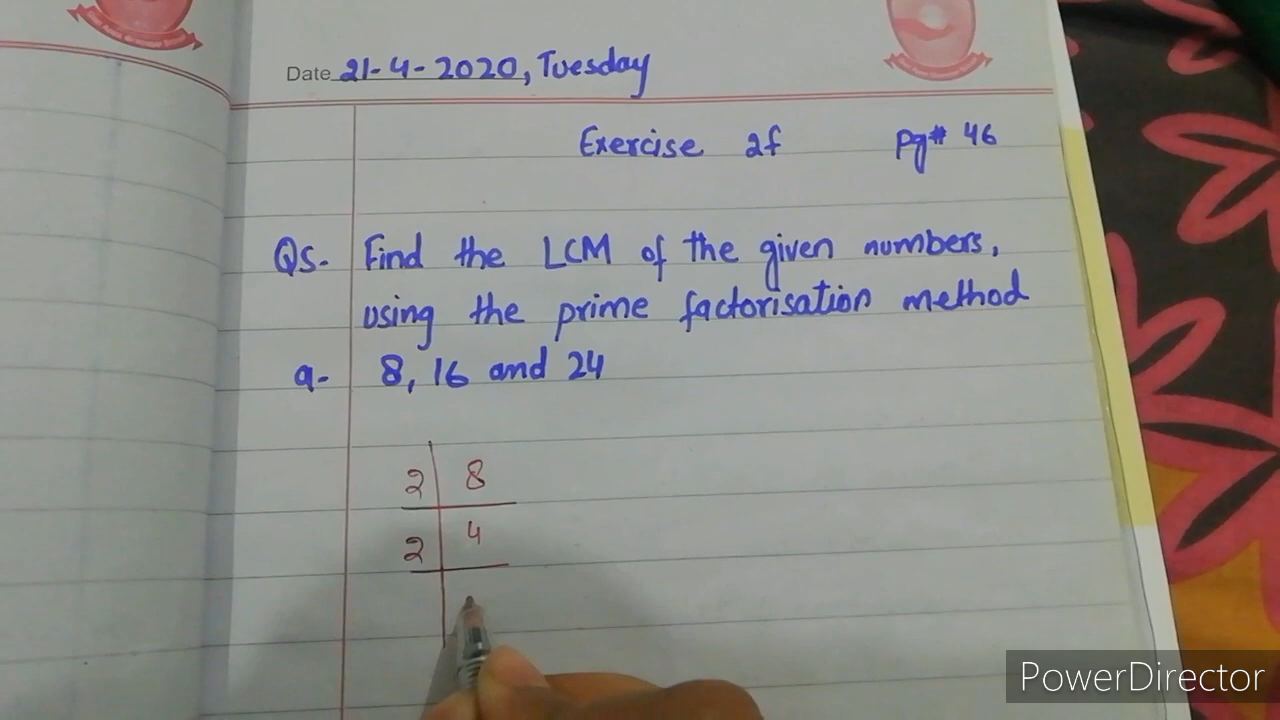 Date 21-4-2020, Tuesday
Exercise 2f pg# 46
Q5. Find the LCM of the given numbers,
using the prime factorisation method
a- 8, 16 and 24
2 8
2 4
PowerDirector